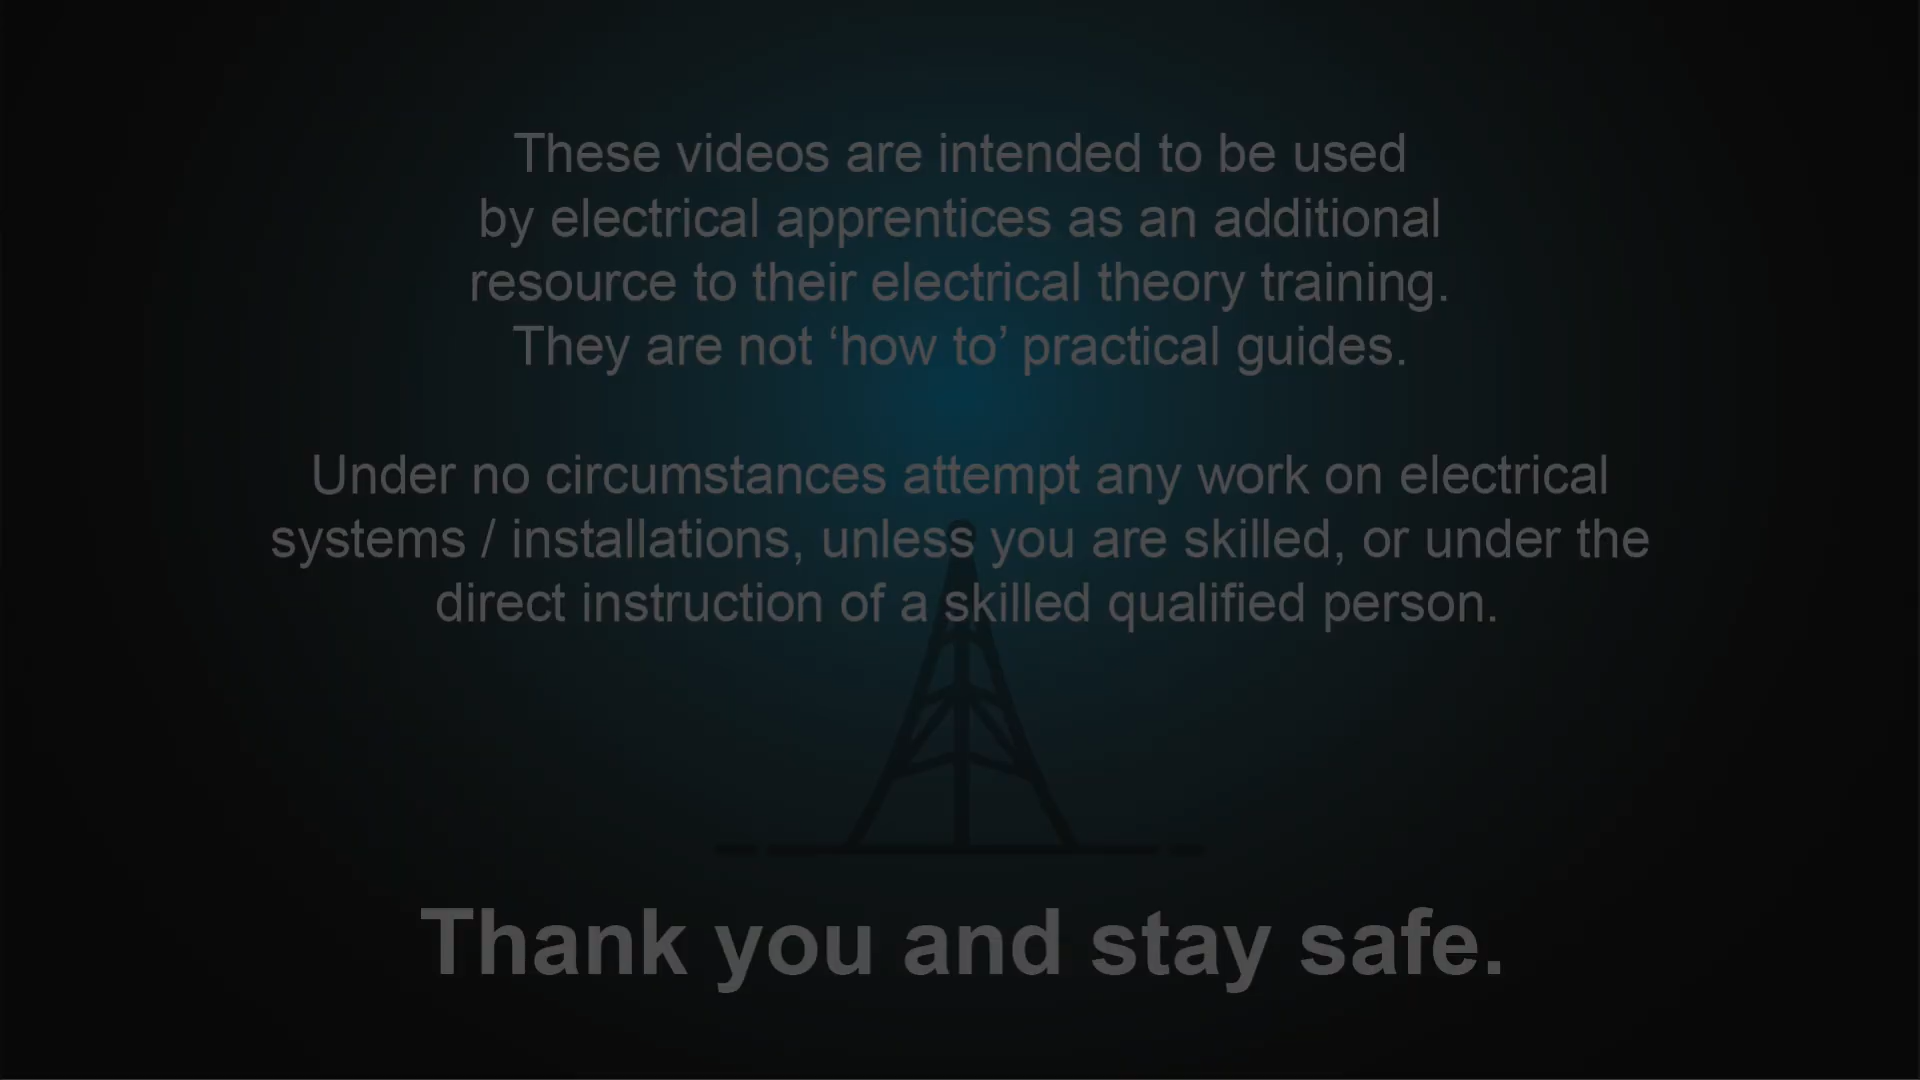 These videos are intended to be used
by electrical apprentices as an additional
resource to their electrical theory training.
They are not ‘how to’ practical guides.
Under no circumstances attempt any work on electrical
systems / installations, unless you are skilled, or under the
direct instruction of a skilled qualified person.
Thank you and stay safe.